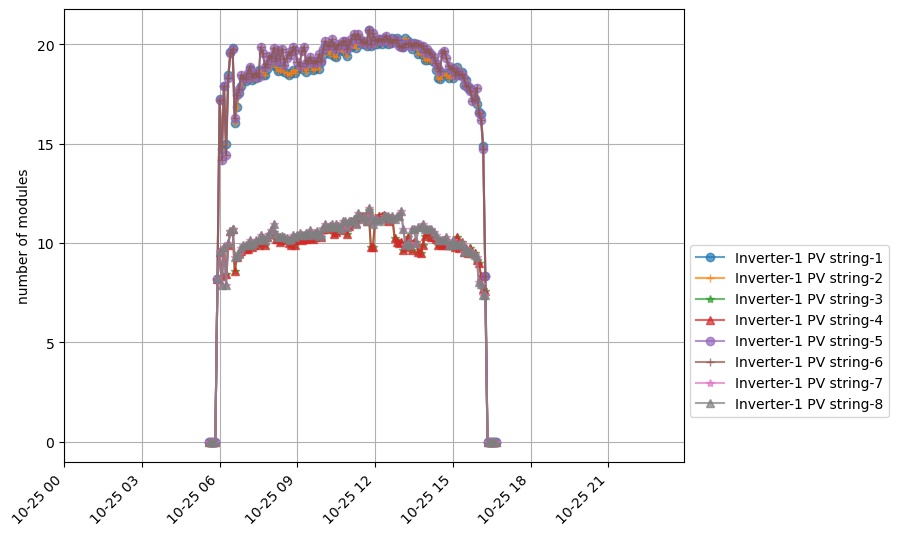 20
15
10
5
0
number of modules
10-25 00
10-25 03
10-25 06
10-25 09
10-25 12
10-25 15
10-25 18
10-25 21
Inverter-1 PV string-1
Inverter-1 PV string-2
Inverter-1 PV string-3
Inverter-1 PV string-4
Inverter-1 PV string-5
Inverter-1 PV string-6
Inverter-1 PV string-7
Inverter-1 PV string-8